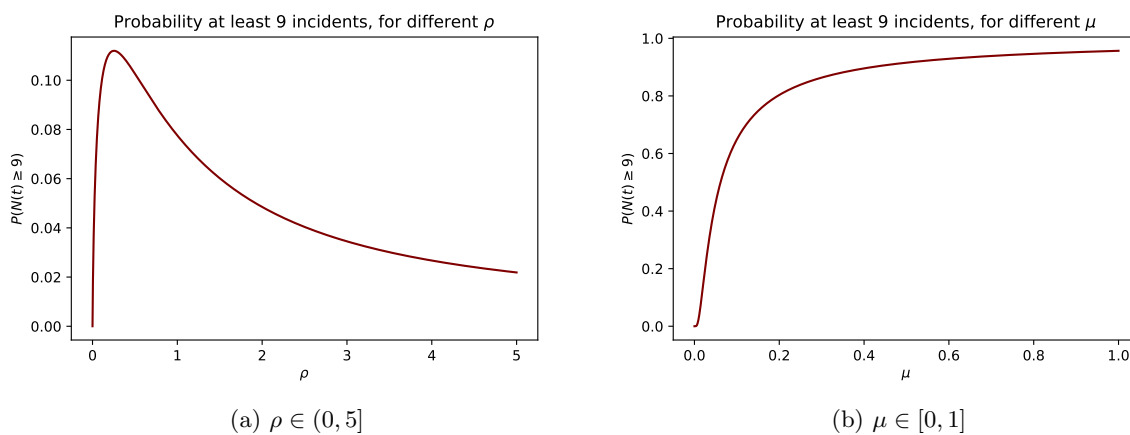 Probability at least 9 incidents, for different ρ
P(N(t) ≥ 9)
0.10
0.08
0.06
0.04
0.02
0.00
0 1 2 3 4 5
ρ
(a) ρ ∈ (0, 5]
Probability at least 9 incidents, for different μ
P(N(t) ≥ 9)
1.0
0.8
0.6
0.4
0.2
0.0
0.0 0.2 0.4 0.6 0.8 1.0
μ
(b) μ ∈ [0, 1]